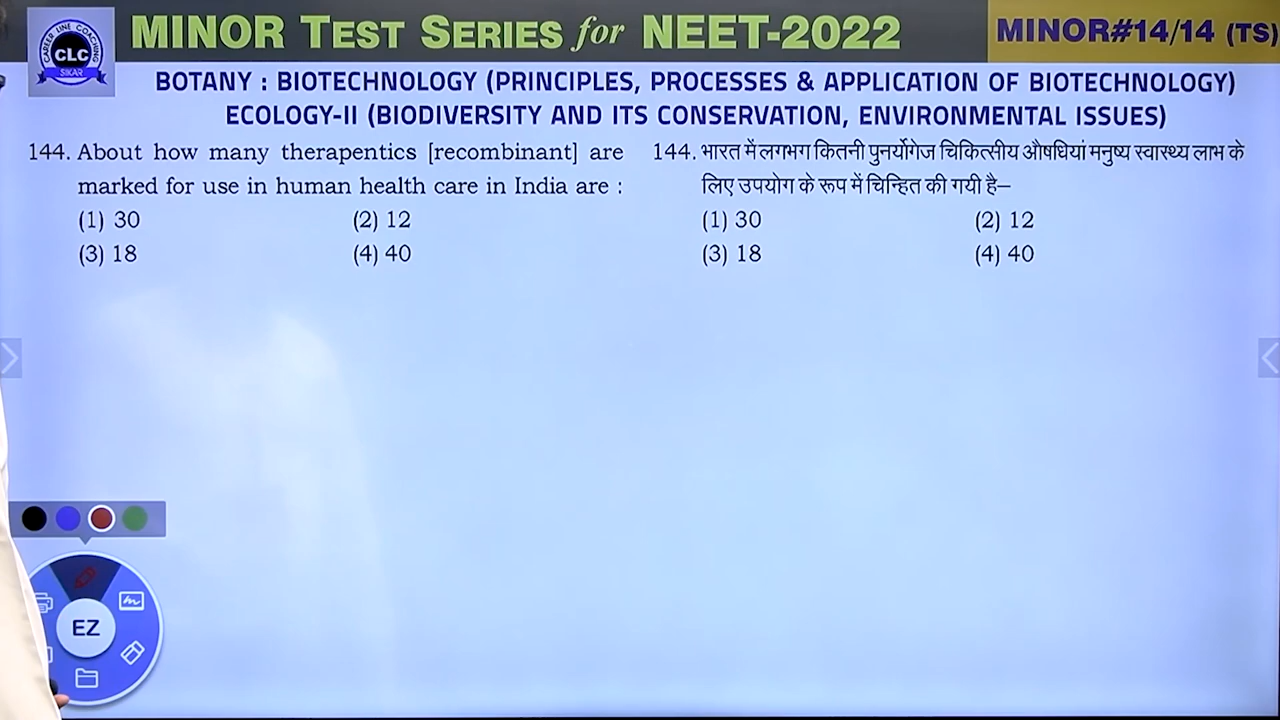 CAREER LINE COACHING
CLC
SIKAR
MINOR TEST SERIES for NEET-2022
MINOR#14/14 (TS)
BOTANY : BIOTECHNOLOGY (PRINCIPLES, PROCESSES & APPLICATION OF BIOTECHNOLOGY)
ECOLOGY-II (BIODIVERSITY AND ITS CONSERVATION, ENVIRONMENTAL ISSUES)
144. About how many therapentics [recombinant] are
marked for use in human health care in India are :
(1) 30 (2) 12
(3) 18 (4) 40
144. भारत में लगभग कितनी पुनर्योगेज चिकित्सीय औषधियां मनुष्य स्वास्थ्य लाभ के
लिए उपयोग के रूप में चिन्हित की गयी है–
(1) 30 (2) 12
(3) 18 (4) 40
EZ